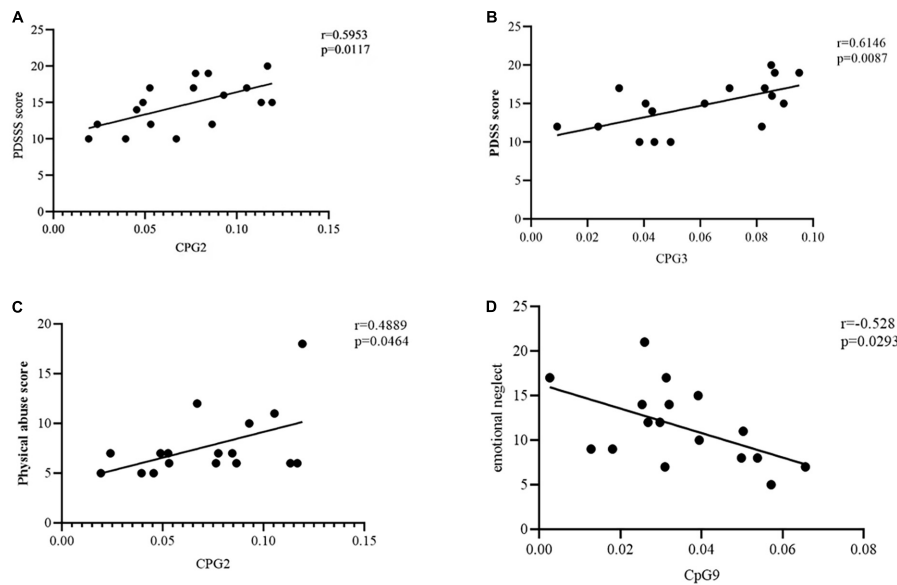 A
25
20
15
10
5
0
PDSSS score
0.00 0.05 0.10 0.15
CPG2
r=0.5953
p=0.0117
B
25
20
15
10
5
0
PDSS score
0.00 0.02 0.04 0.06 0.08 0.10
CPG3
r=0.6146
p=0.0087
C
20
15
10
5
0
Physical abuse score
0.00 0.05 0.10 0.15
CPG2
r=0.4889
p=0.0464
D
25
20
15
10
5
0
emotional neglect
0.00 0.02 0.04 0.06 0.08
CpG9
r=-0.528
p=0.0293